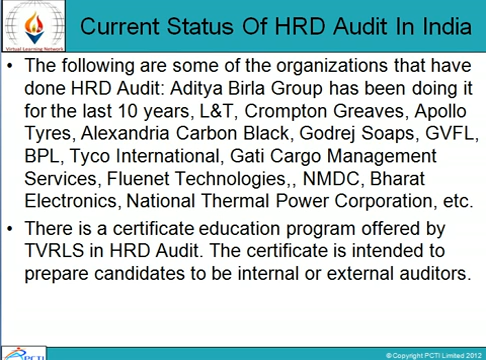 Current Status Of HRD Audit In India
Virtual Learning Network
• The following are some of the organizations that have
done HRD Audit: Aditya Birla Group has been doing it
for the last 10 years, L&T, Crompton Greaves, Apollo
Tyres, Alexandria Carbon Black, Godrej Soaps, GVFL,
BPL, Tyco International, Gati Cargo Management
Services, Fluenet Technologies,, NMDC, Bharat
Electronics, National Thermal Power Corporation, etc.
• There is a certificate education program offered by
TVRLS in HRD Audit. The certificate is intended to
prepare candidates to be internal or external auditors.
PCTI
© Copyright PCTI Limited 2012